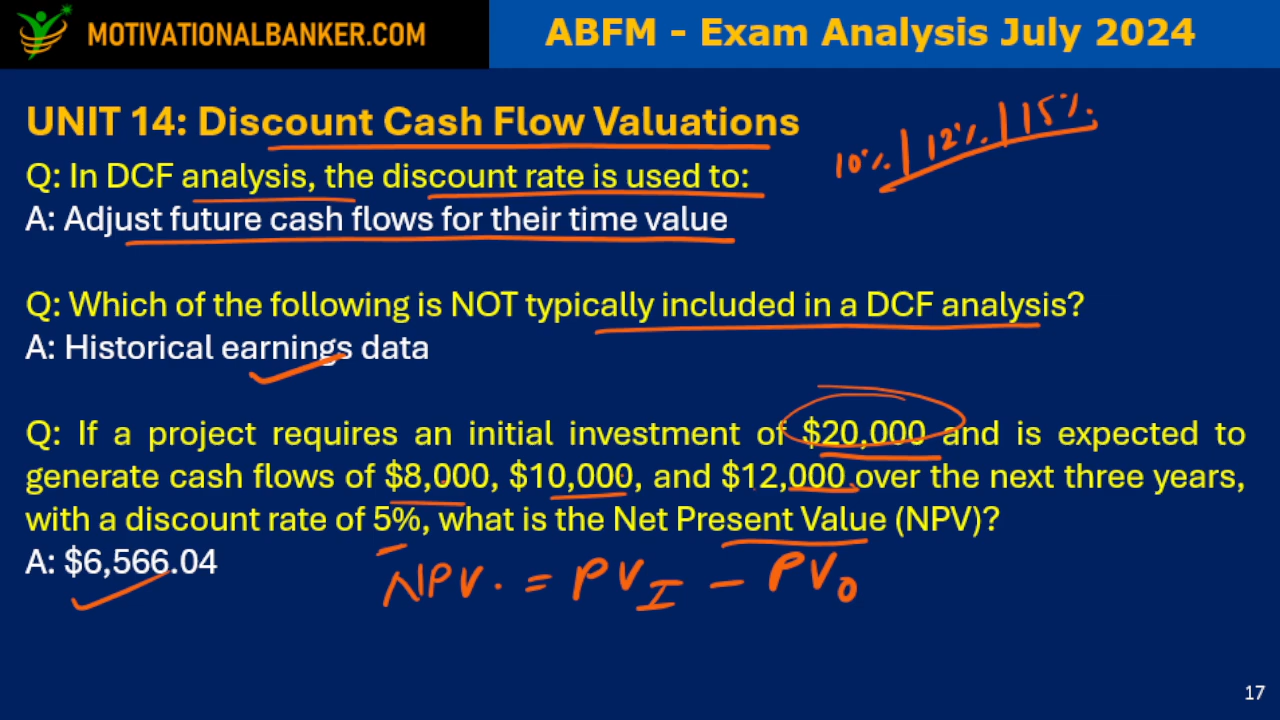 MOTIVATIONALBANKER.COM
ABFM - Exam Analysis July 2024
UNIT 14: Discount Cash Flow Valuations
10% | 12% | 15%
Q: In DCF analysis, the discount rate is used to:
A: Adjust future cash flows for their time value
Q: Which of the following is NOT typically included in a DCF analysis?
A: Historical earnings data
Q: If a project requires an initial investment of $20,000 and is expected to
generate cash flows of $8,000, $10,000, and $12,000 over the next three years,
with a discount rate of 5%, what is the Net Present Value (NPV)?
A: $6,566.04
NPV. = PVI - PVO
17